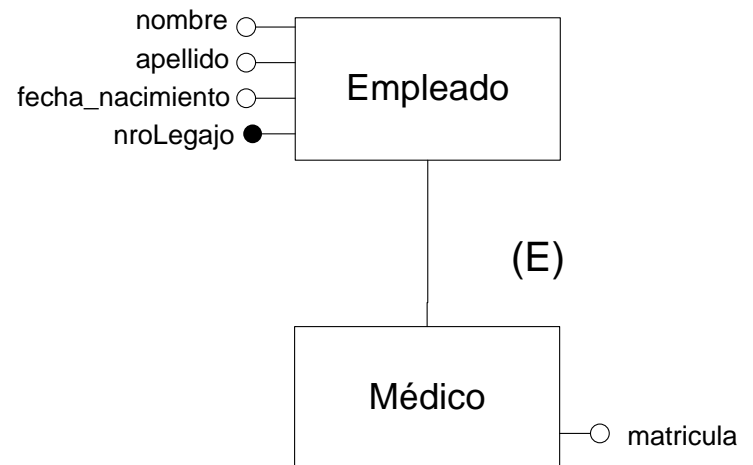 nombre
apellido
fecha_nacimiento
nroLegajo
Empleado
(E)
Médico
matricula